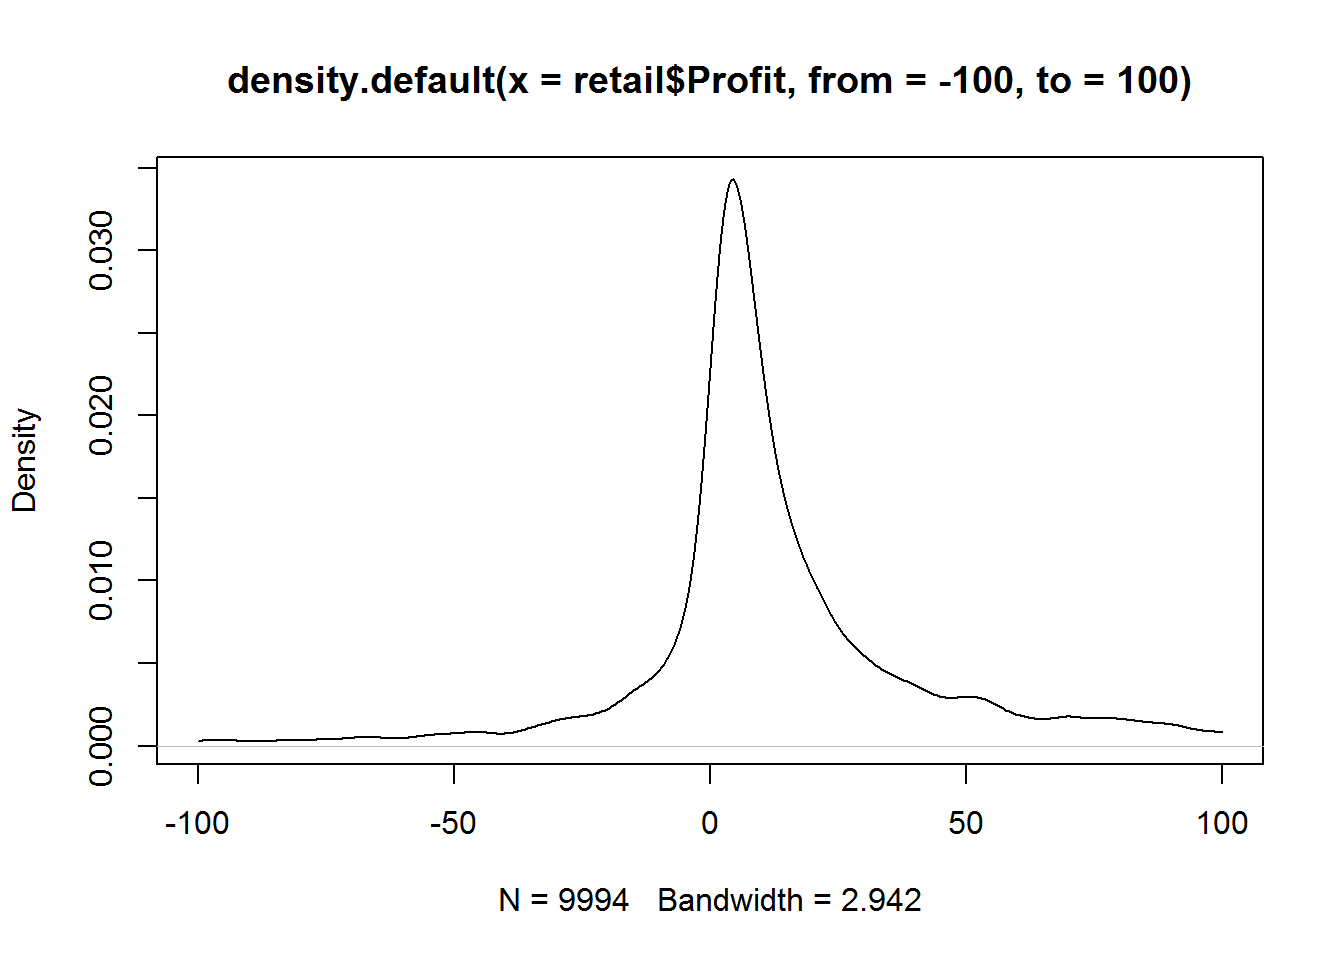 density.default(x = retail$Profit, from = -100, to = 100)
Density
0.030
0.020
0.010
0.000
-100 -50 0 50 100
N = 9994 Bandwidth = 2.942